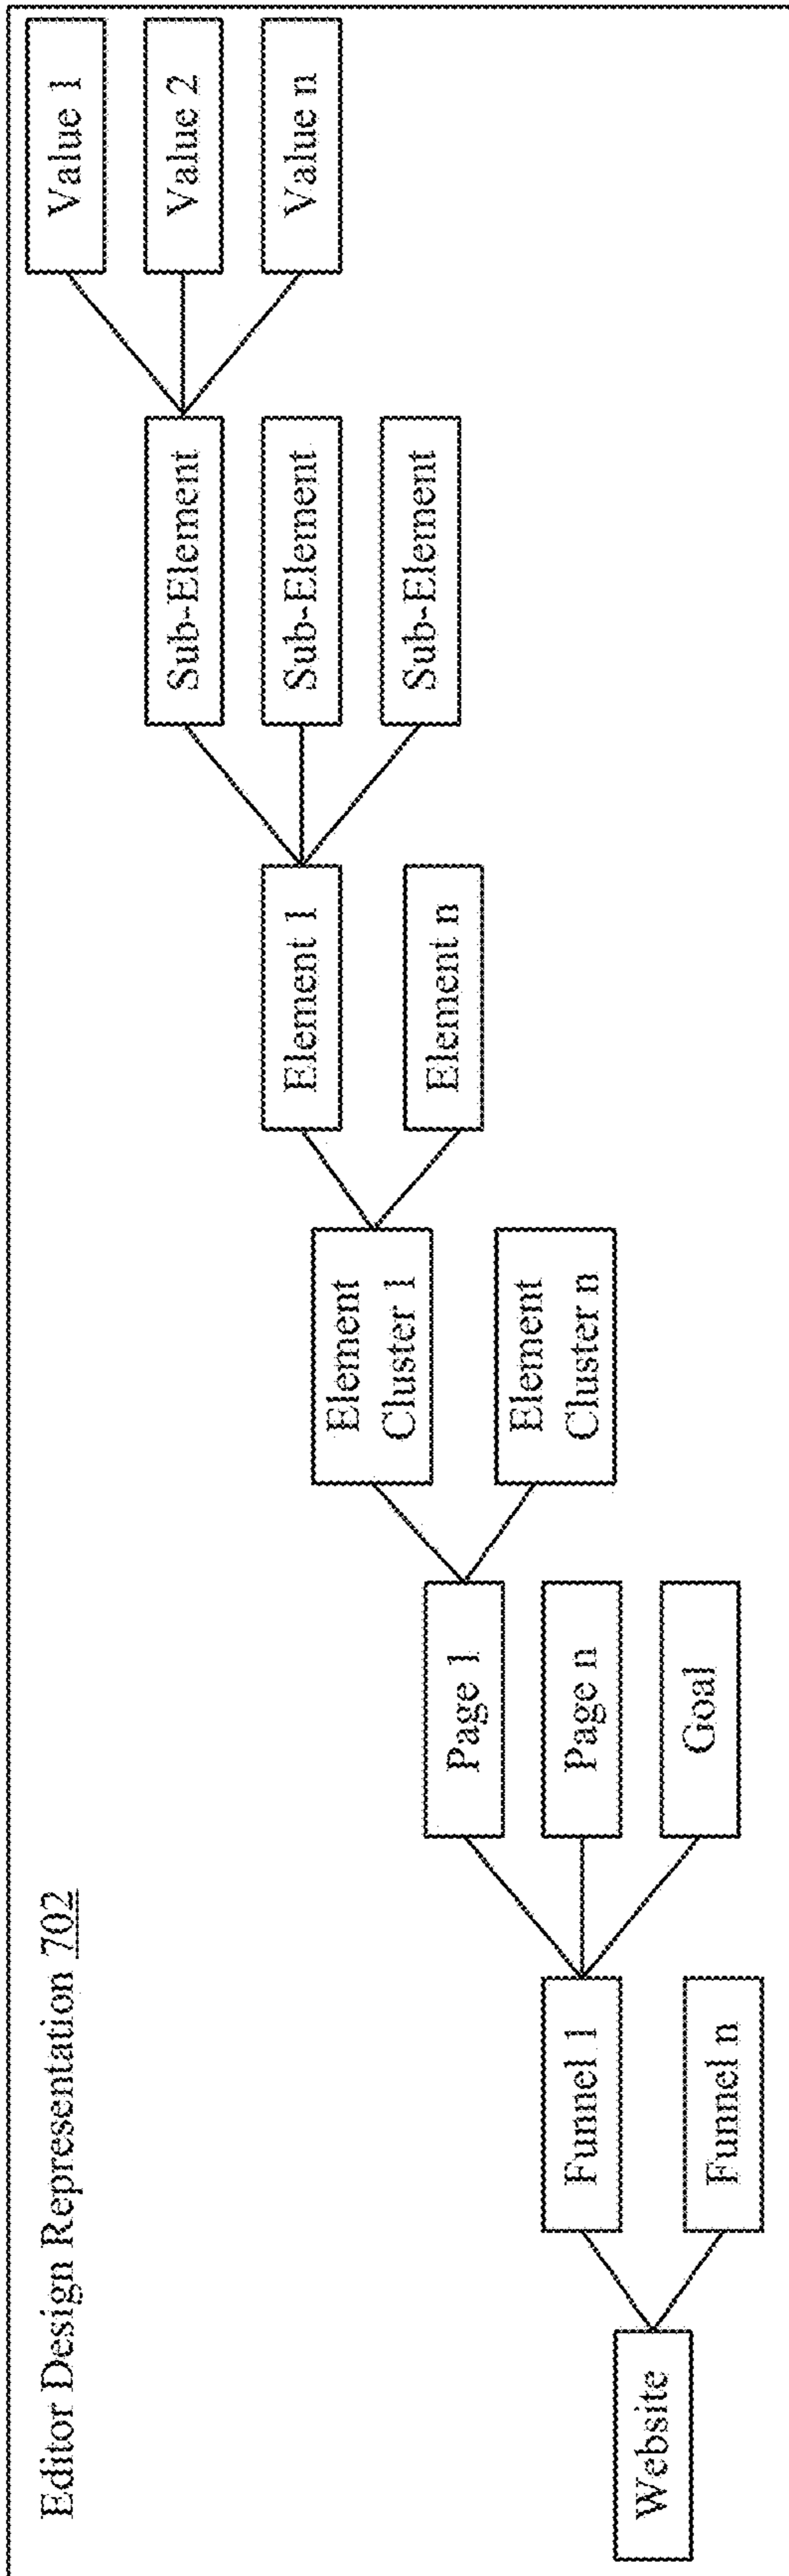 Editor Design Representation 702
Website
Funnel 1
Funnel n
Page 1
Page n
Goal
Element
Cluster 1
Element
Cluster n
Element 1
Element n
Sub-Element
Sub-Element
Sub-Element
Value 1
Value 2
Value n